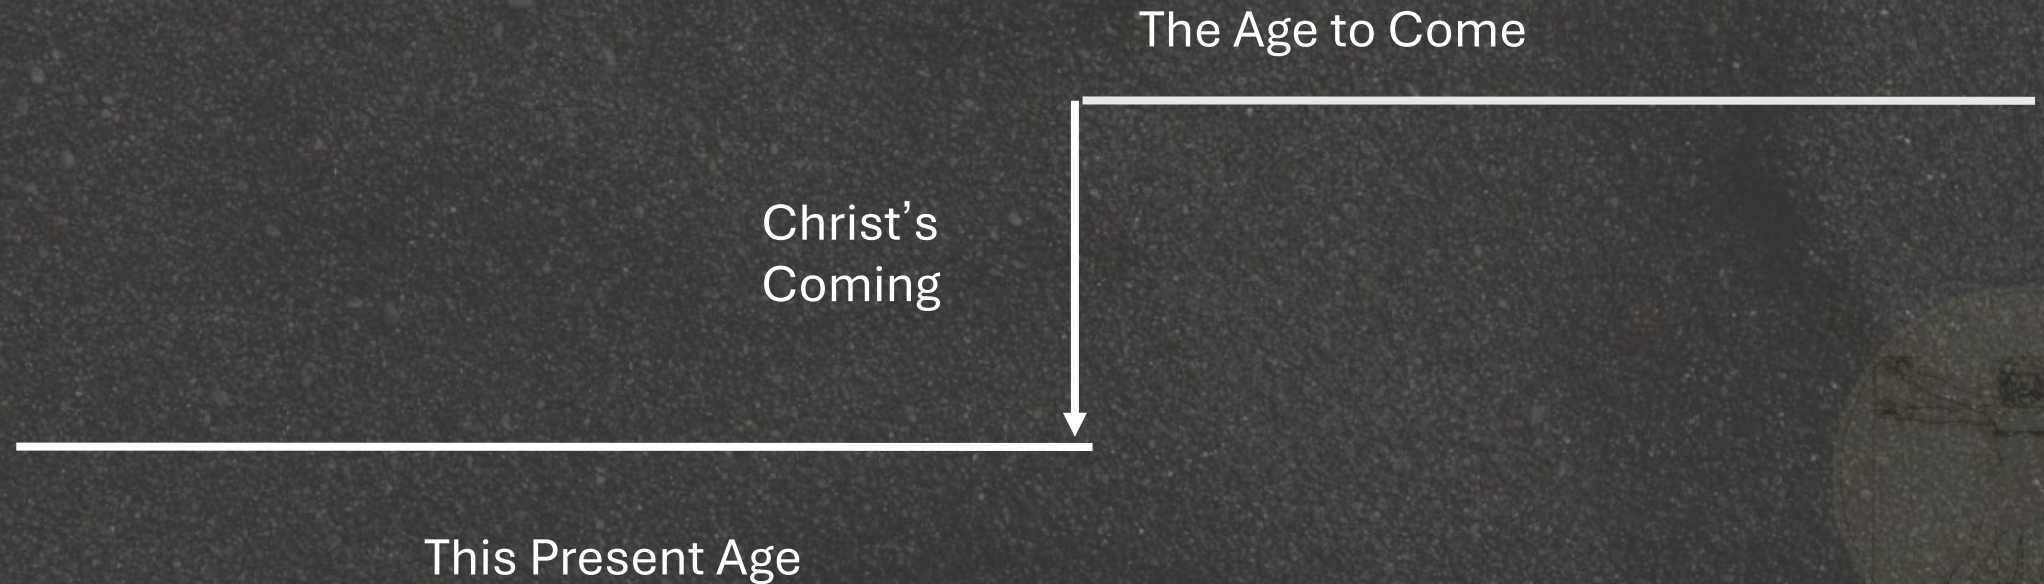 The Age to Come
Christ’s
Coming
This Present Age